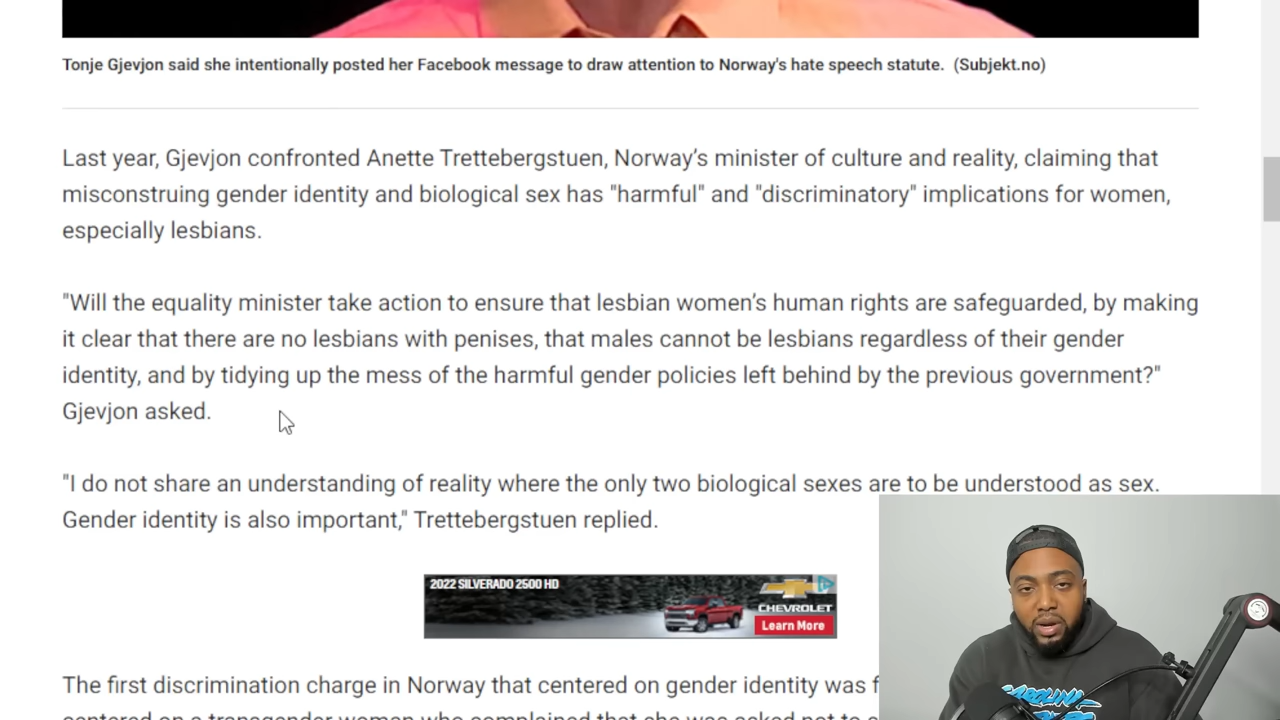 Tonje Gjevjon said she intentionally posted her Facebook message to draw attention to Norway's hate speech statute. (Subjekt.no)
Last year, Gjevjon confronted Anette Trettebergstuen, Norway’s minister of culture and reality, claiming that
misconstruing gender identity and biological sex has "harmful" and "discriminatory" implications for women,
especially lesbians.
"Will the equality minister take action to ensure that lesbian women’s human rights are safeguarded, by making
it clear that there are no lesbians with penises, that males cannot be lesbians regardless of their gender
identity, and by tidying up the mess of the harmful gender policies left behind by the previous government?"
Gjevjon asked.
"I do not share an understanding of reality where the only two biological sexes are to be understood as sex.
Gender identity is also important," Trettebergstuen replied.
2022 SILVERADO 2500 HD
CHEVROLET
Learn More
The first discrimination charge in Norway that centered on gender identity was f
centered on a transgender woman who complained that she was asked not to